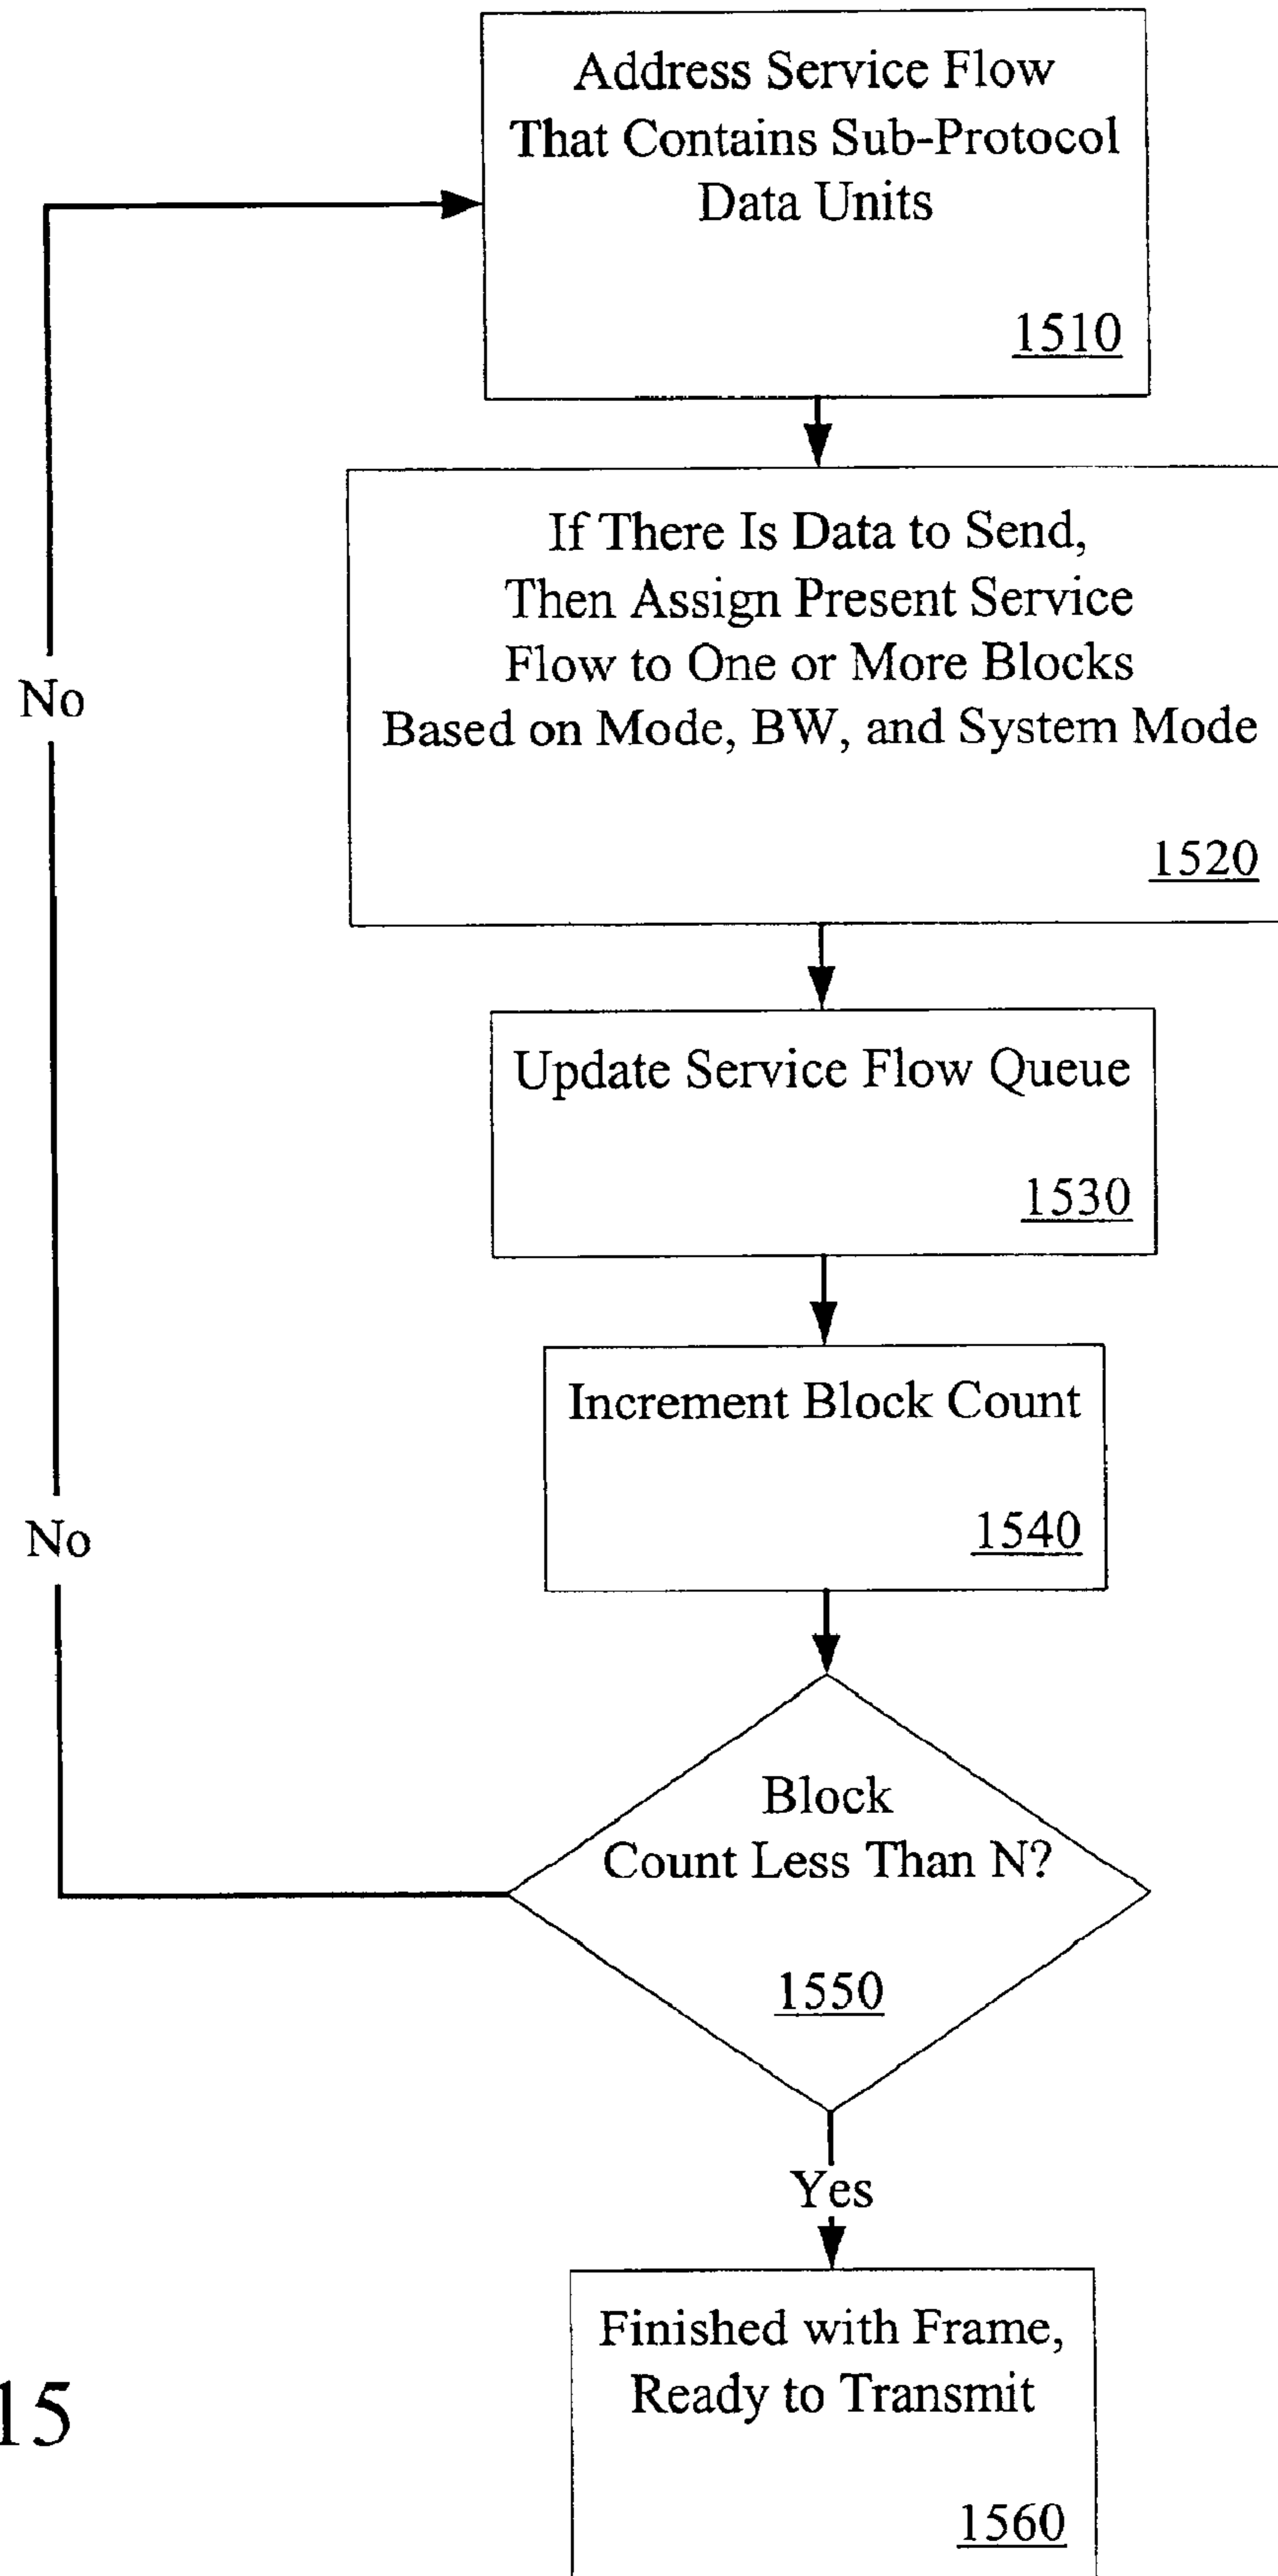 Address Service Flow
That Contains Sub-Protocol
Data Units
1510
If There Is Data to Send,
Then Assign Present Service
Flow to One or More Blocks
Based on Mode, BW, and System Mode
1520
No
Update Service Flow Queue
1530
Increment Block Count
1540
No
Block
Count Less Than N?
1550
Yes
Finished with Frame,
Ready to Transmit
1560
15